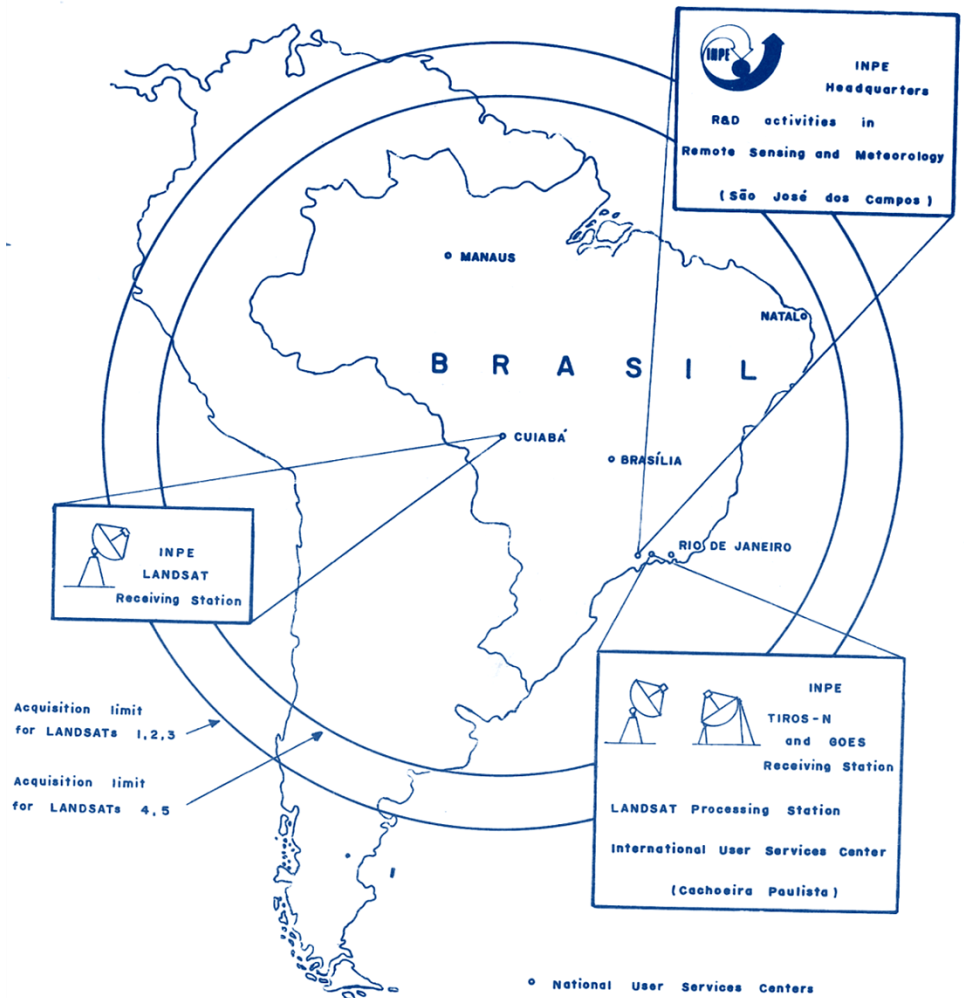 INPE
INPE
Headquarters
R&D activities in
Remote Sensing and Meteorology
(São José dos Campos)
MANAUS
NATAL
BRASIL
CUIABÁ
BRASÍLIA
RIO DE JANEIRO
INPE
LANDSAT
Receiving Station
Acquisition limit
for LANDSATs 1,2,3
Acquisition limit
for LANDSATs 4,5
INPE
TIROS-N
and GOES
Receiving Station
LANDSAT Processing Station
International User Services Center
(Cachoeira Paulista)
National User Services Centers